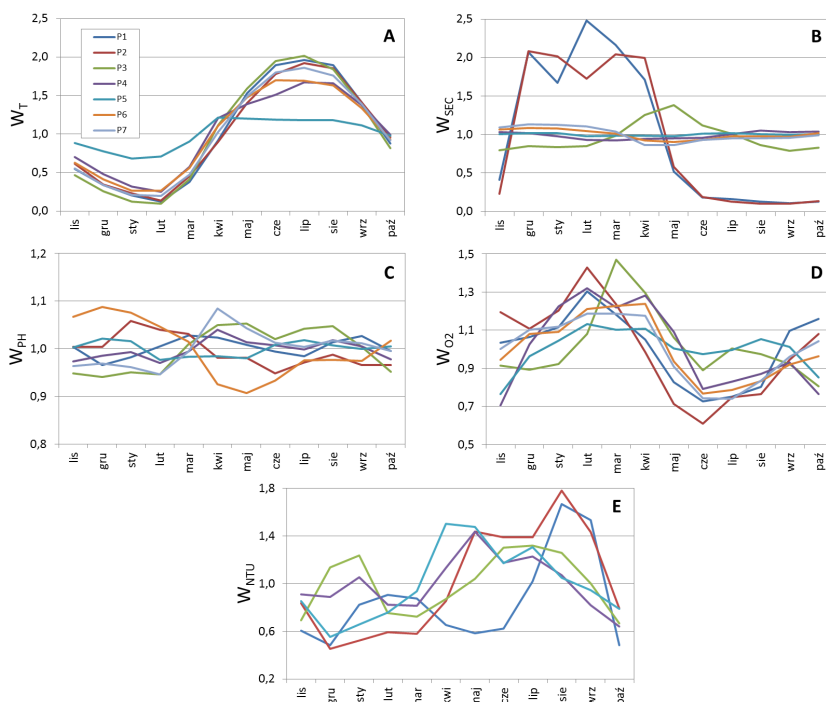 A
2,5
2,0
1,5
1,0
0,5
0,0
W_T
P1
P2
P3
P4
P5
P6
P7
lis gru sty lut mar kwi maj cze lip sie wrz paź
B
2,5
2,0
1,5
1,0
0,5
0,0
W_SEC
lis gru sty lut mar kwi maj cze lip sie wrz paź
C
1,2
1,1
1,0
0,9
0,8
W_PH
lis gru sty lut mar kwi maj cze lip sie wrz paź
D
1,5
1,3
1,1
0,9
0,7
0,5
W_O2
lis gru sty lut mar kwi maj cze lip sie wrz paź
E
1,8
1,4
1,0
0,6
0,2
W_NTU
lis gru sty lut mar kwi maj cze lip sie wrz paź